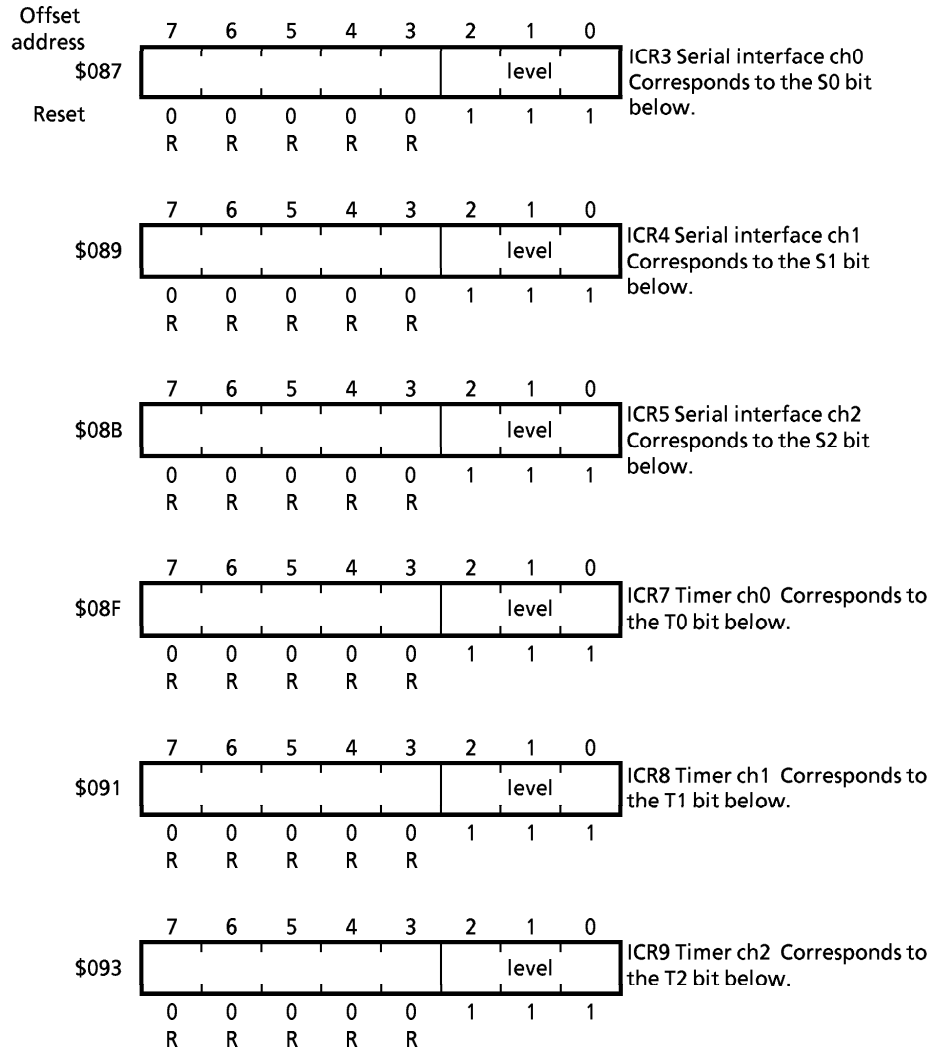 Offset
address
7 6 5 4 3 2 1 0
$087
level
ICR3 Serial interface ch0
Corresponds to the S0 bit
below.
Reset
0 0 0 0 0 1 1 1
R R R R R
7 6 5 4 3 2 1 0
$089
level
ICR4 Serial interface ch1
Corresponds to the S1 bit
below.
0 0 0 0 0 1 1 1
R R R R R
7 6 5 4 3 2 1 0
$08B
level
ICR5 Serial interface ch2
Corresponds to the S2 bit
below.
0 0 0 0 0 1 1 1
R R R R R
7 6 5 4 3 2 1 0
$08F
level
ICR7 Timer ch0 Corresponds to
the T0 bit below.
0 0 0 0 0 1 1 1
R R R R R
7 6 5 4 3 2 1 0
$091
level
ICR8 Timer ch1 Corresponds to
the T1 bit below.
0 0 0 0 0 1 1 1
R R R R R
7 6 5 4 3 2 1 0
$093
level
ICR9 Timer ch2 Corresponds to
the T2 bit below.
0 0 0 0 0 1 1 1
R R R R R